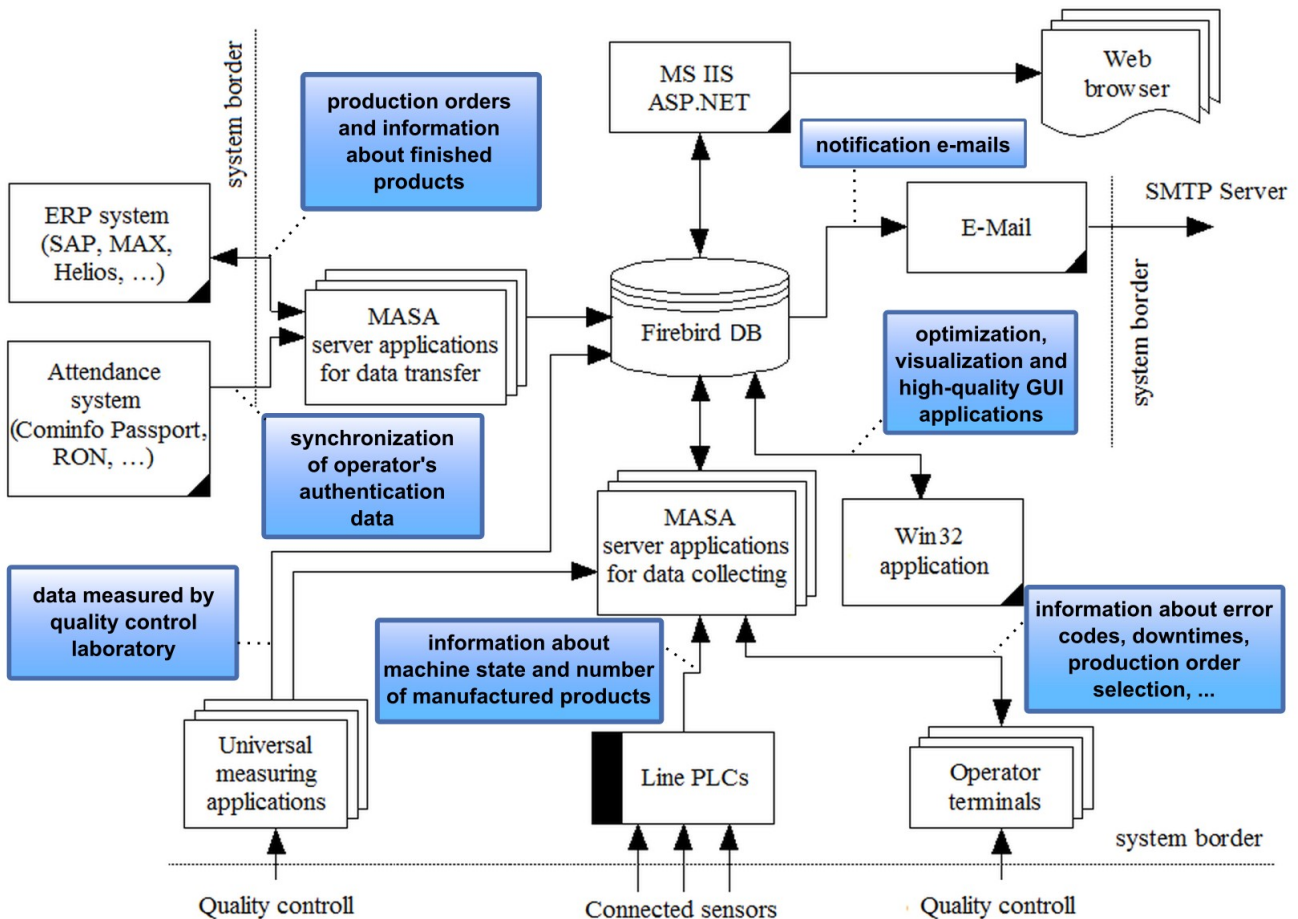 system border
production orders
and information
about finished
products
MS IIS
ASP.NET
Web
browser
notification e-mails
ERP system
(SAP, MAX,
Helios, …)
E-Mail
SMTP Server
system border
MASA
server applications
for data transfer
Firebird DB
optimization,
visualization and
high-quality GUI
applications
Attendance
system
(Cominfo Passport,
RON, …)
synchronization
of operator's
authentication
data
MASA
server applications
for data collecting
Win32
application
data measured by
quality control
laboratory
information about
machine state and number
of manufactured products
information about error
codes, downtimes,
production order
selection, ...
Universal
measuring
applications
Line PLCs
Operator
terminals
system border
Quality controll
Connected sensors
Quality controll